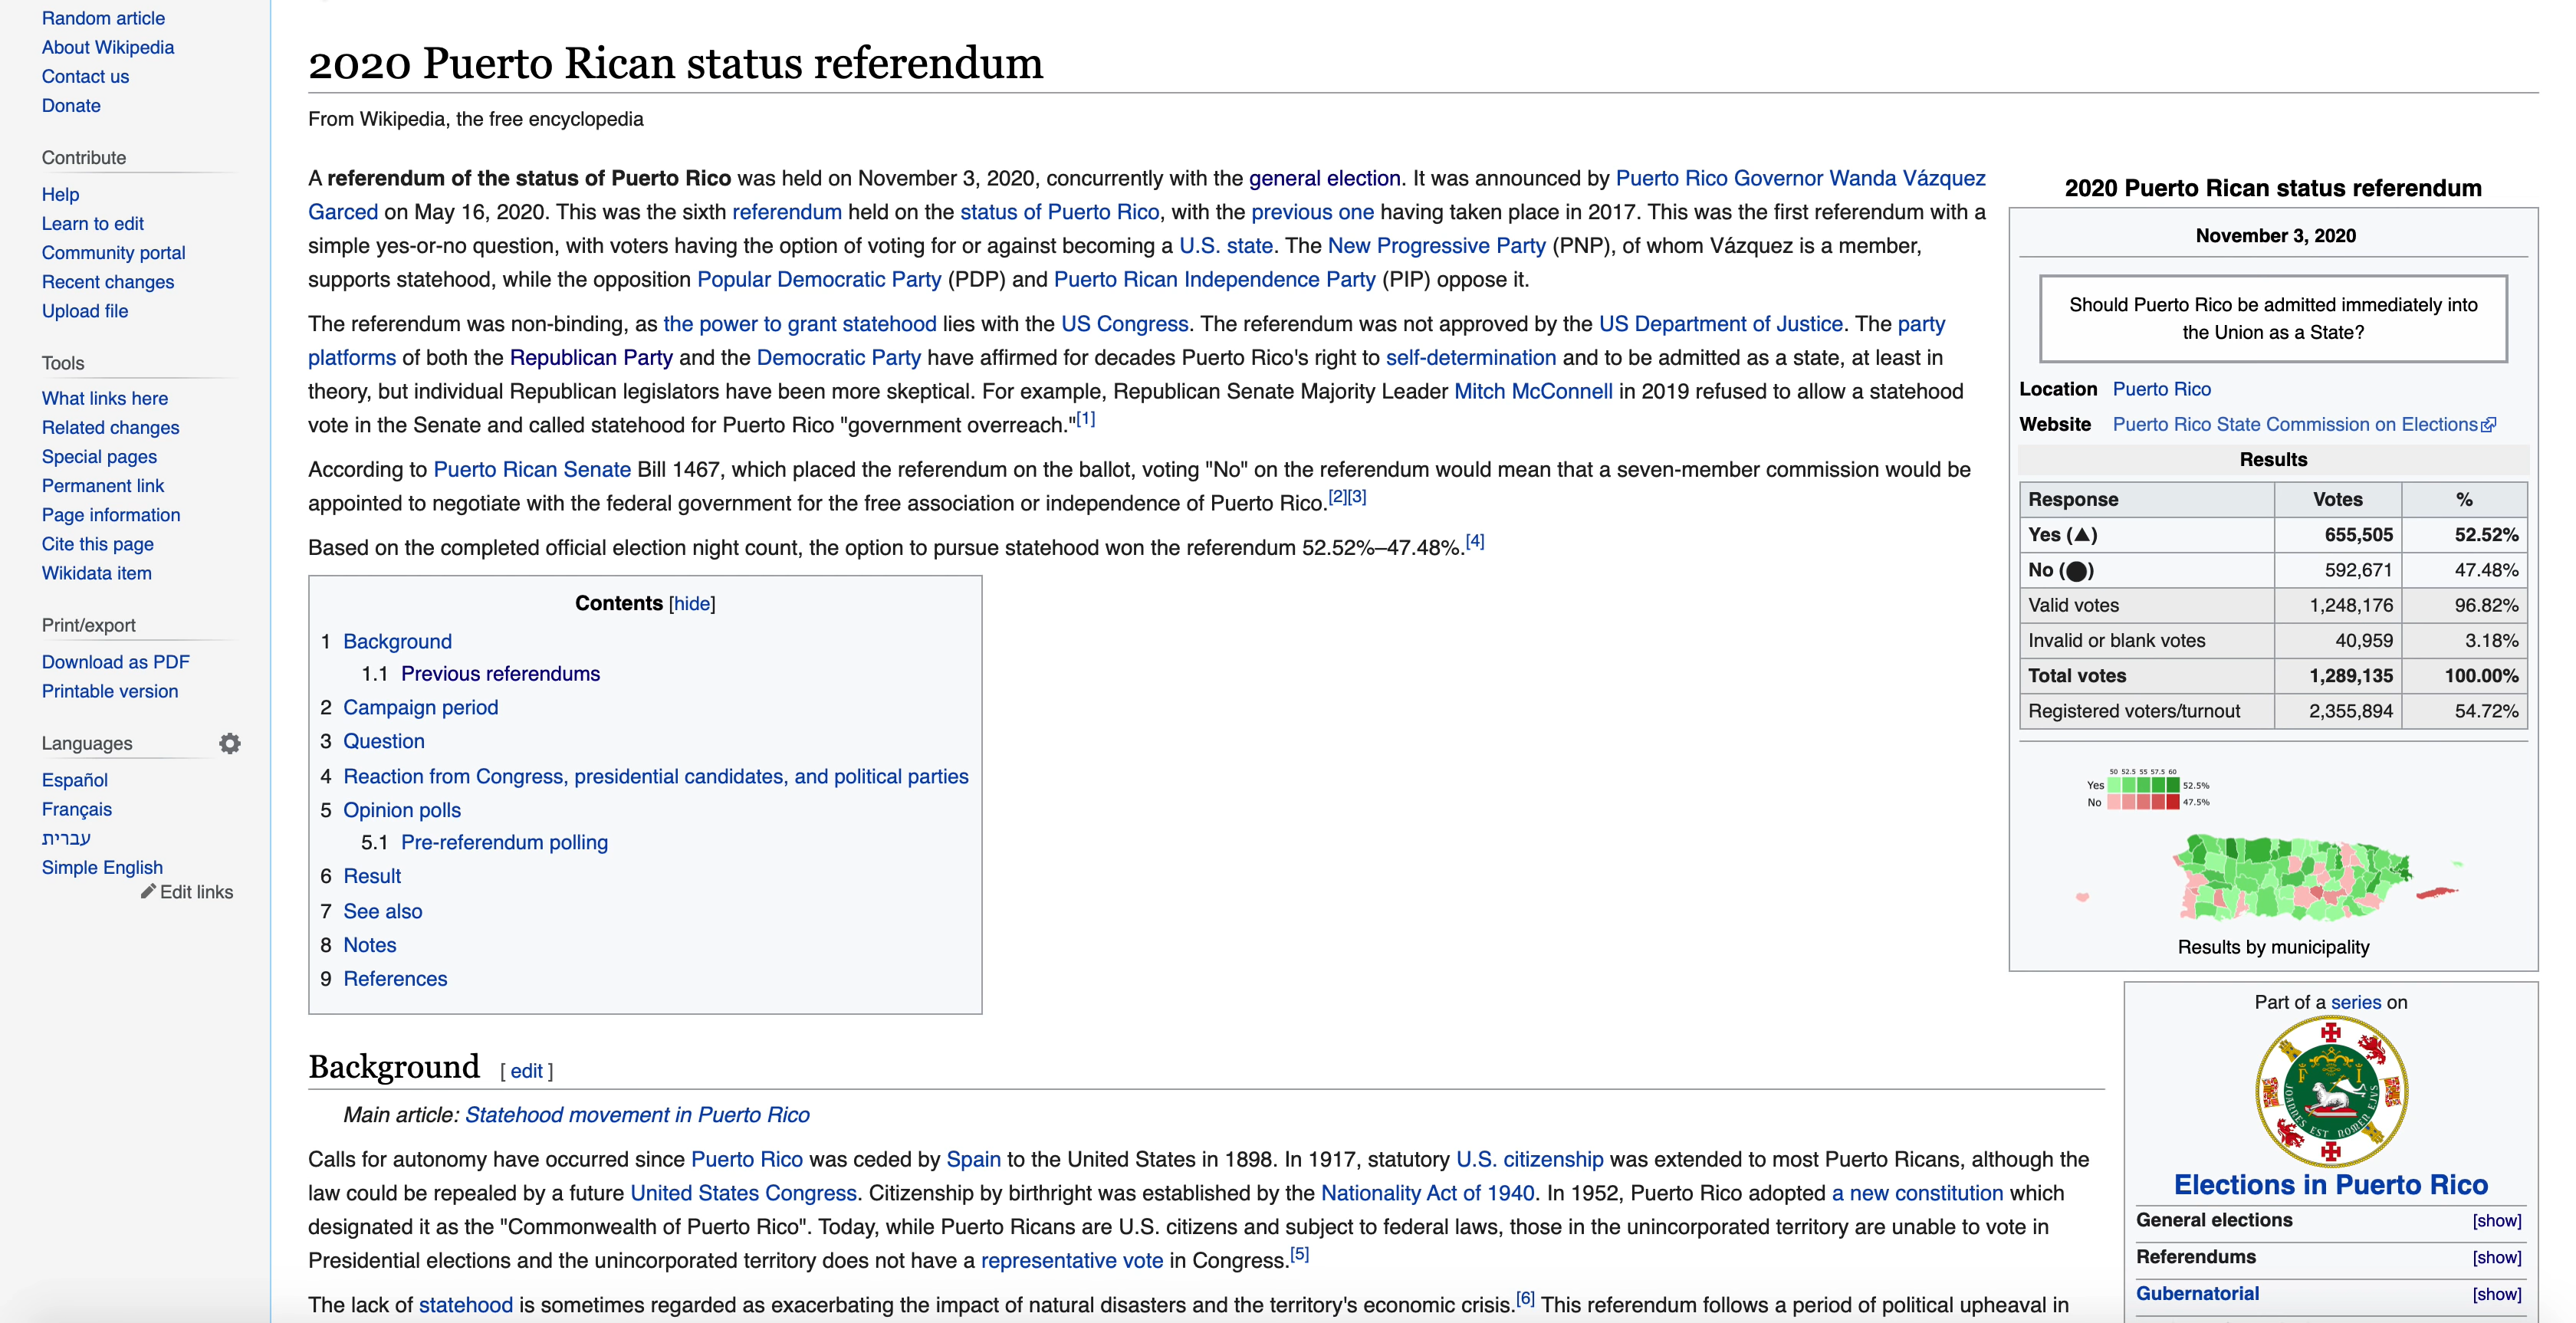 Random article
About Wikipedia
Contact us
Donate
Contribute
Help
Learn to edit
Community portal
Recent changes
Upload file
Tools
What links here
Related changes
Special pages
Permanent link
Page information
Cite this page
Wikidata item
Print/export
Download as PDF
Printable version
Languages
Español
Français
עברית
Simple English
Edit links
2020 Puerto Rican status referendum
From Wikipedia, the free encyclopedia
A referendum of the status of Puerto Rico was held on November 3, 2020, concurrently with the general election. It was announced by Puerto Rico Governor Wanda Vázquez
Garced on May 16, 2020. This was the sixth referendum held on the status of Puerto Rico, with the previous one having taken place in 2017. This was the first referendum with a
simple yes-or-no question, with voters having the option of voting for or against becoming a U.S. state. The New Progressive Party (PNP), of whom Vázquez is a member,
supports statehood, while the opposition Popular Democratic Party (PDP) and Puerto Rican Independence Party (PIP) oppose it.
The referendum was non-binding, as the power to grant statehood lies with the US Congress. The referendum was not approved by the US Department of Justice. The party
platforms of both the Republican Party and the Democratic Party have affirmed for decades Puerto Rico's right to self-determination and to be admitted as a state, at least in
theory, but individual Republican legislators have been more skeptical. For example, Republican Senate Majority Leader Mitch McConnell in 2019 refused to allow a statehood
vote in the Senate and called statehood for Puerto Rico "government overreach."[1]
According to Puerto Rican Senate Bill 1467, which placed the referendum on the ballot, voting "No" on the referendum would mean that a seven-member commission would be
appointed to negotiate with the federal government for the free association or independence of Puerto Rico.[2][3]
Based on the completed official election night count, the option to pursue statehood won the referendum 52.52%–47.48%.[4]
Contents [hide]
1 Background
1.1 Previous referendums
2 Campaign period
3 Question
4 Reaction from Congress, presidential candidates, and political parties
5 Opinion polls
5.1 Pre-referendum polling
6 Result
7 See also
8 Notes
9 References
Background [ edit ]
Main article: Statehood movement in Puerto Rico
Calls for autonomy have occurred since Puerto Rico was ceded by Spain to the United States in 1898. In 1917, statutory U.S. citizenship was extended to most Puerto Ricans, although the
law could be repealed by a future United States Congress. Citizenship by birthright was established by the Nationality Act of 1940. In 1952, Puerto Rico adopted a new constitution which
designated it as the "Commonwealth of Puerto Rico". Today, while Puerto Ricans are U.S. citizens and subject to federal laws, those in the unincorporated territory are unable to vote in
Presidential elections and the unincorporated territory does not have a representative vote in Congress.[5]
The lack of statehood is sometimes regarded as exacerbating the impact of natural disasters and the territory's economic crisis.[6] This referendum follows a period of political upheaval in
2020 Puerto Rican status referendum
November 3, 2020
Should Puerto Rico be admitted immediately into
the Union as a State?
Location Puerto Rico
Website Puerto Rico State Commission on Elections
Results
Response Votes %
Yes (▲) 655,505 52.52%
No (⬤) 592,671 47.48%
Valid votes 1,248,176 96.82%
Invalid or blank votes 40,959 3.18%
Total votes 1,289,135 100.00%
Registered voters/turnout 2,355,894 54.72%
50 52.5 55 57.5 60
Yes 52.5%
No 47.5%
Results by municipality
Part of a series on
F I
JOANNES EST NOMEN EJVS
Elections in Puerto Rico
General elections [show]
Referendums [show]
Gubernatorial [show]